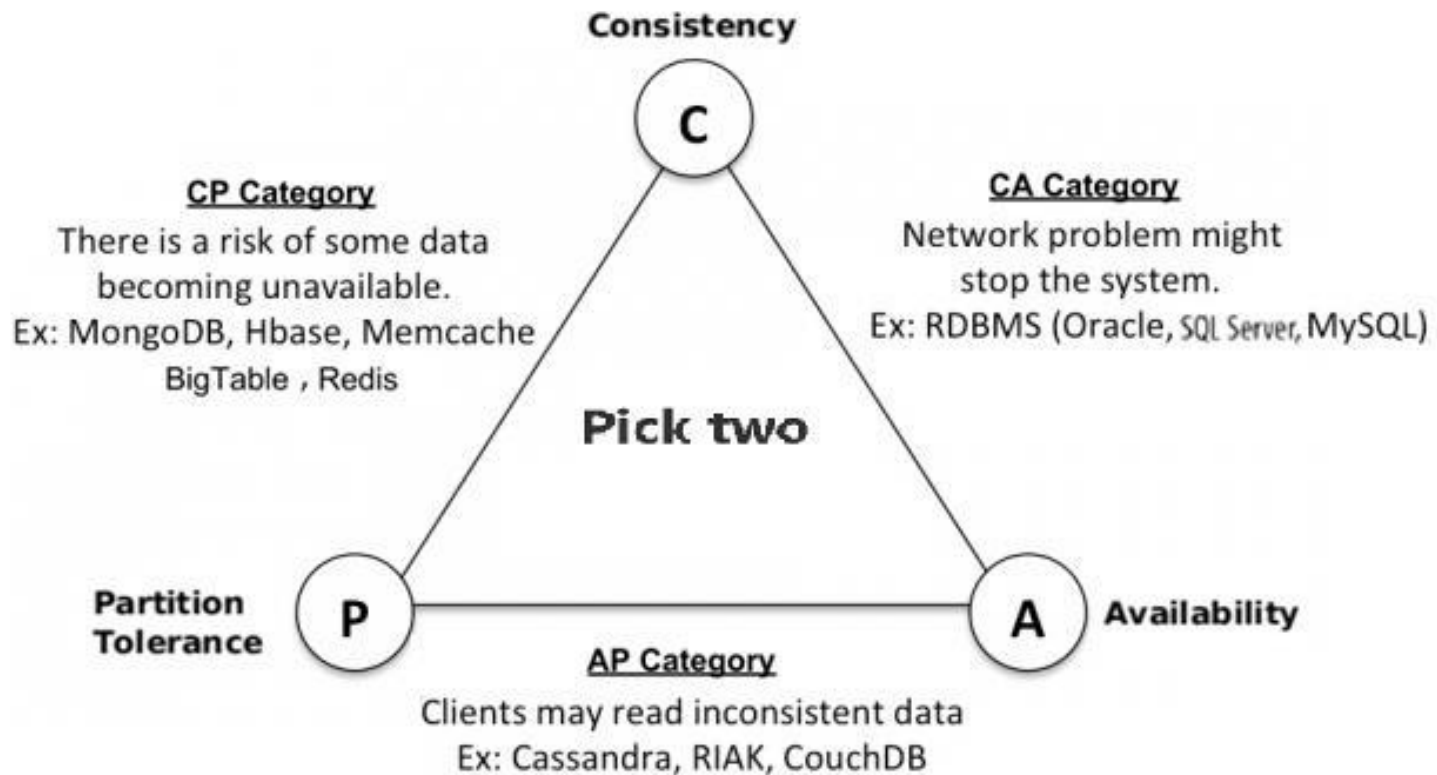 Consistency
C
CP Category
There is a risk of some data
becoming unavailable.
Ex: MongoDB, Hbase, Memcache
BigTable , Redis
CA Category
Network problem might
stop the system.
Ex: RDBMS (Oracle, SQL Server, MySQL)
Pick two
Partition
Tolerance
P
A
Availability
AP Category
Clients may read inconsistent data
Ex: Cassandra, RIAK, CouchDB